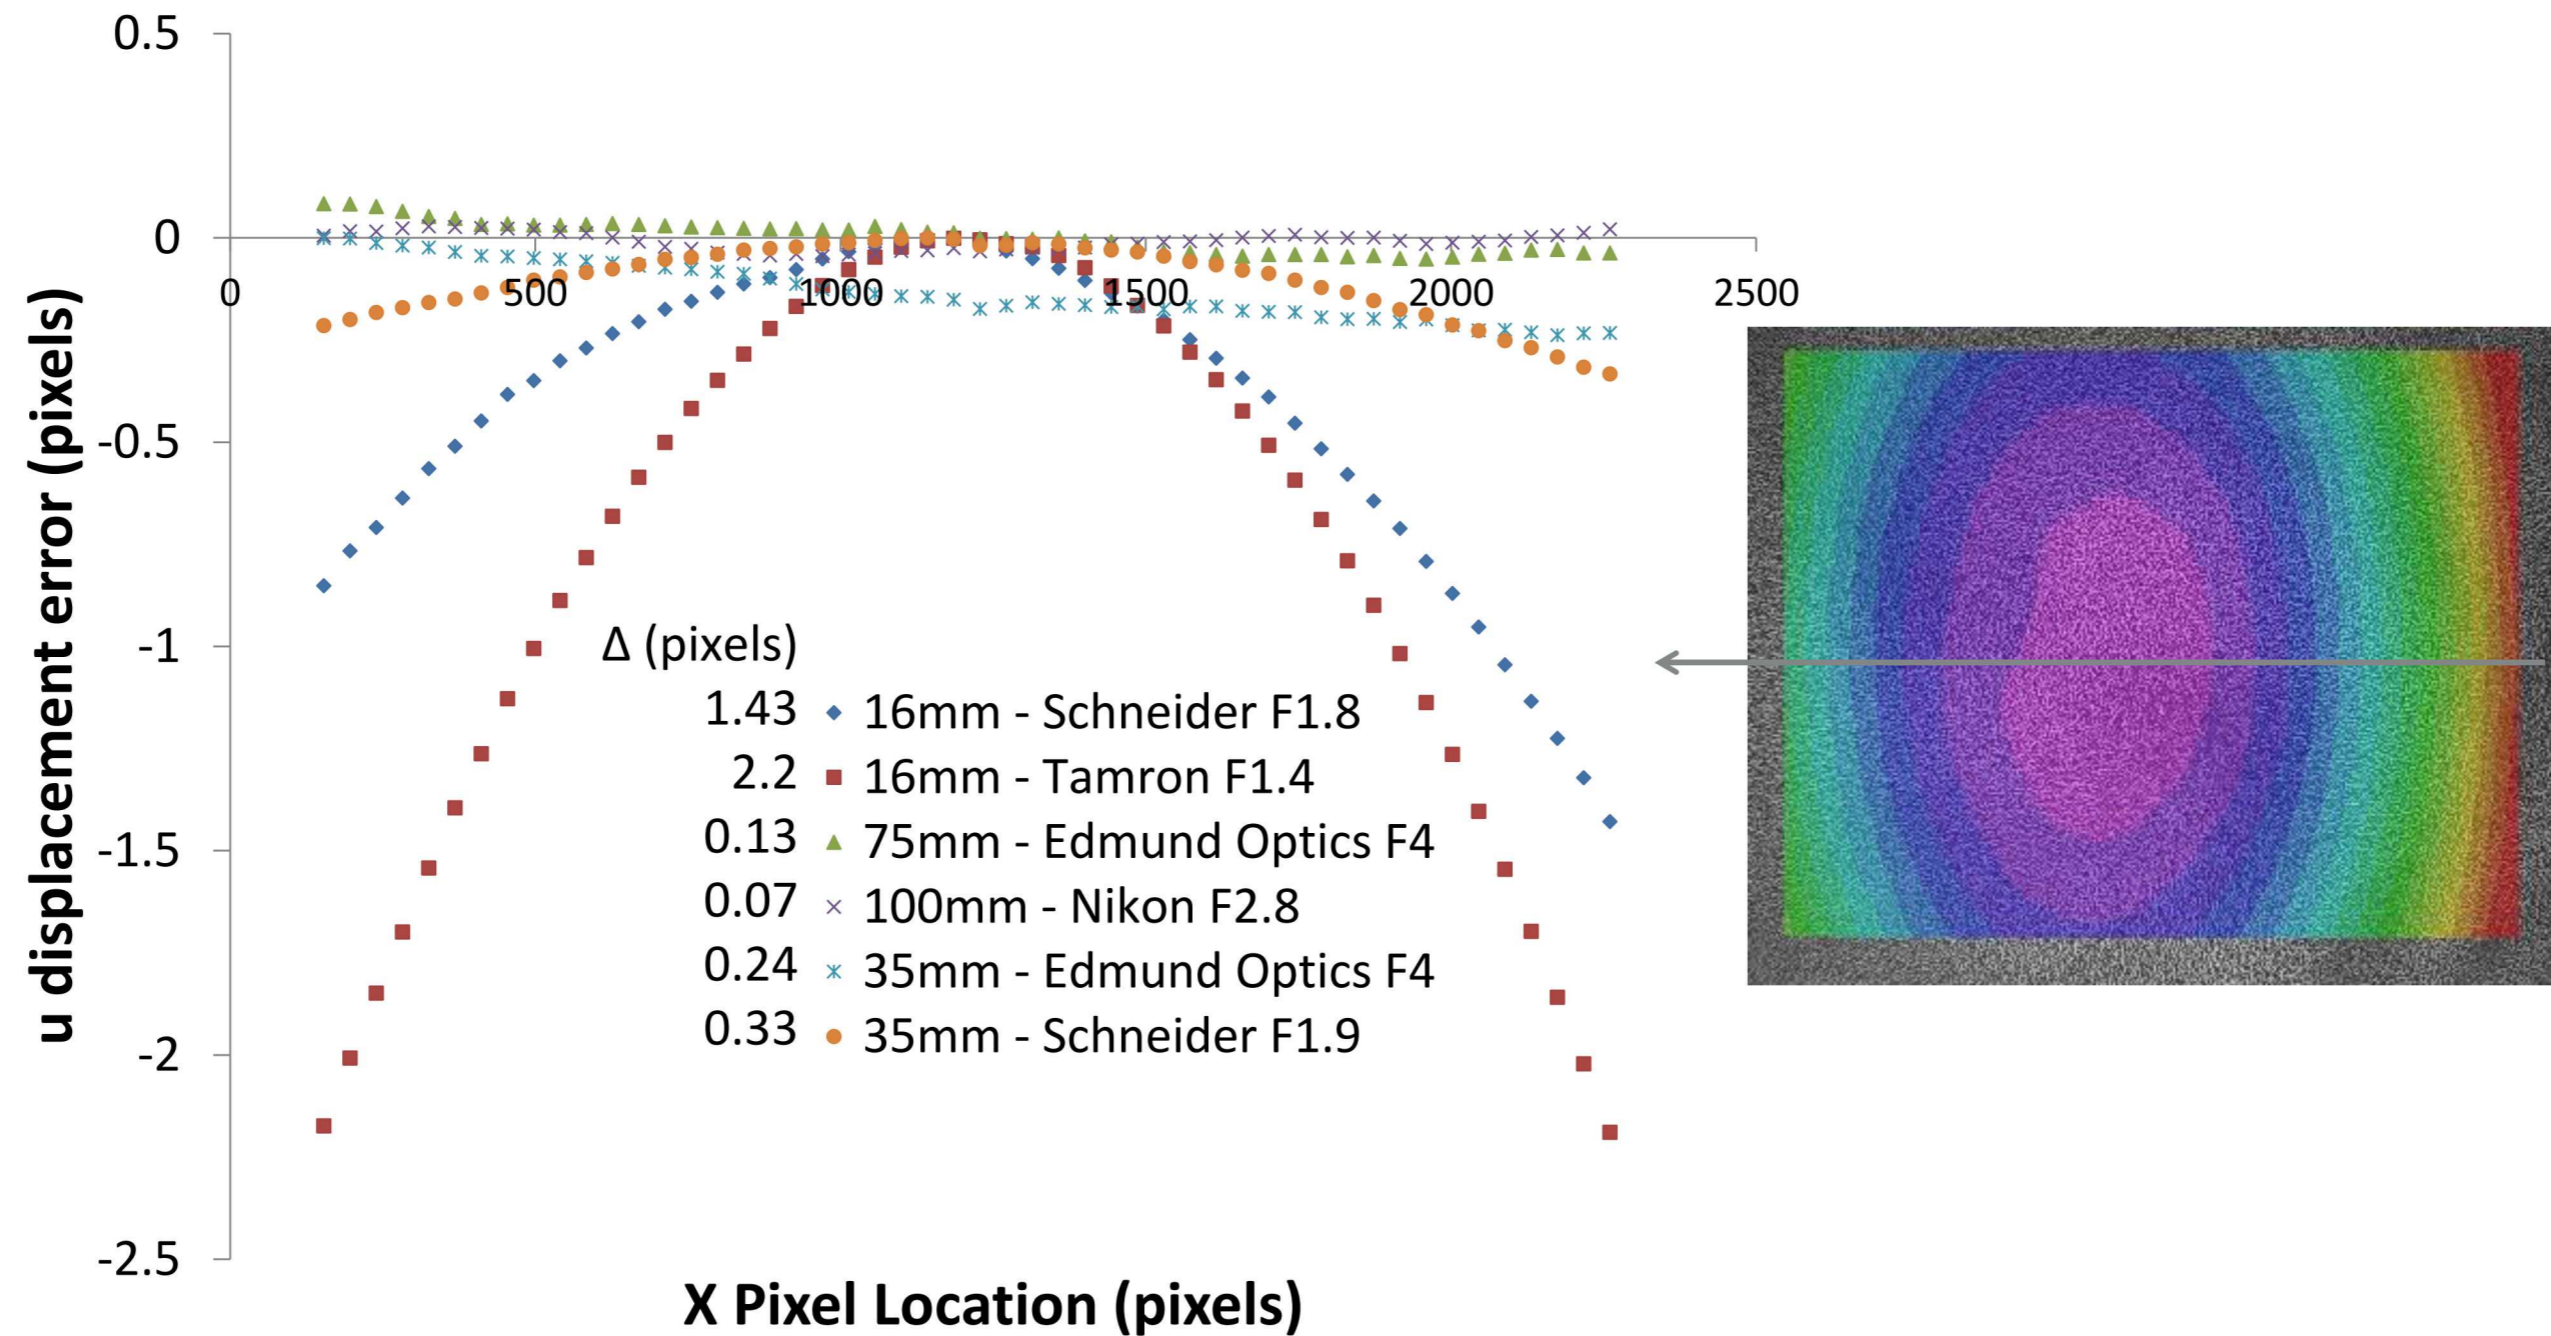 0.5
0
-0.5
-1
-1.5
-2
-2.5
u displacement error (pixels)
0 500 1000 1500 2000 2500
Δ (pixels)
1.43 16mm - Schneider F1.8
2.2 16mm - Tamron F1.4
0.13 75mm - Edmund Optics F4
0.07 100mm - Nikon F2.8
0.24 35mm - Edmund Optics F4
0.33 35mm - Schneider F1.9
X Pixel Location (pixels)